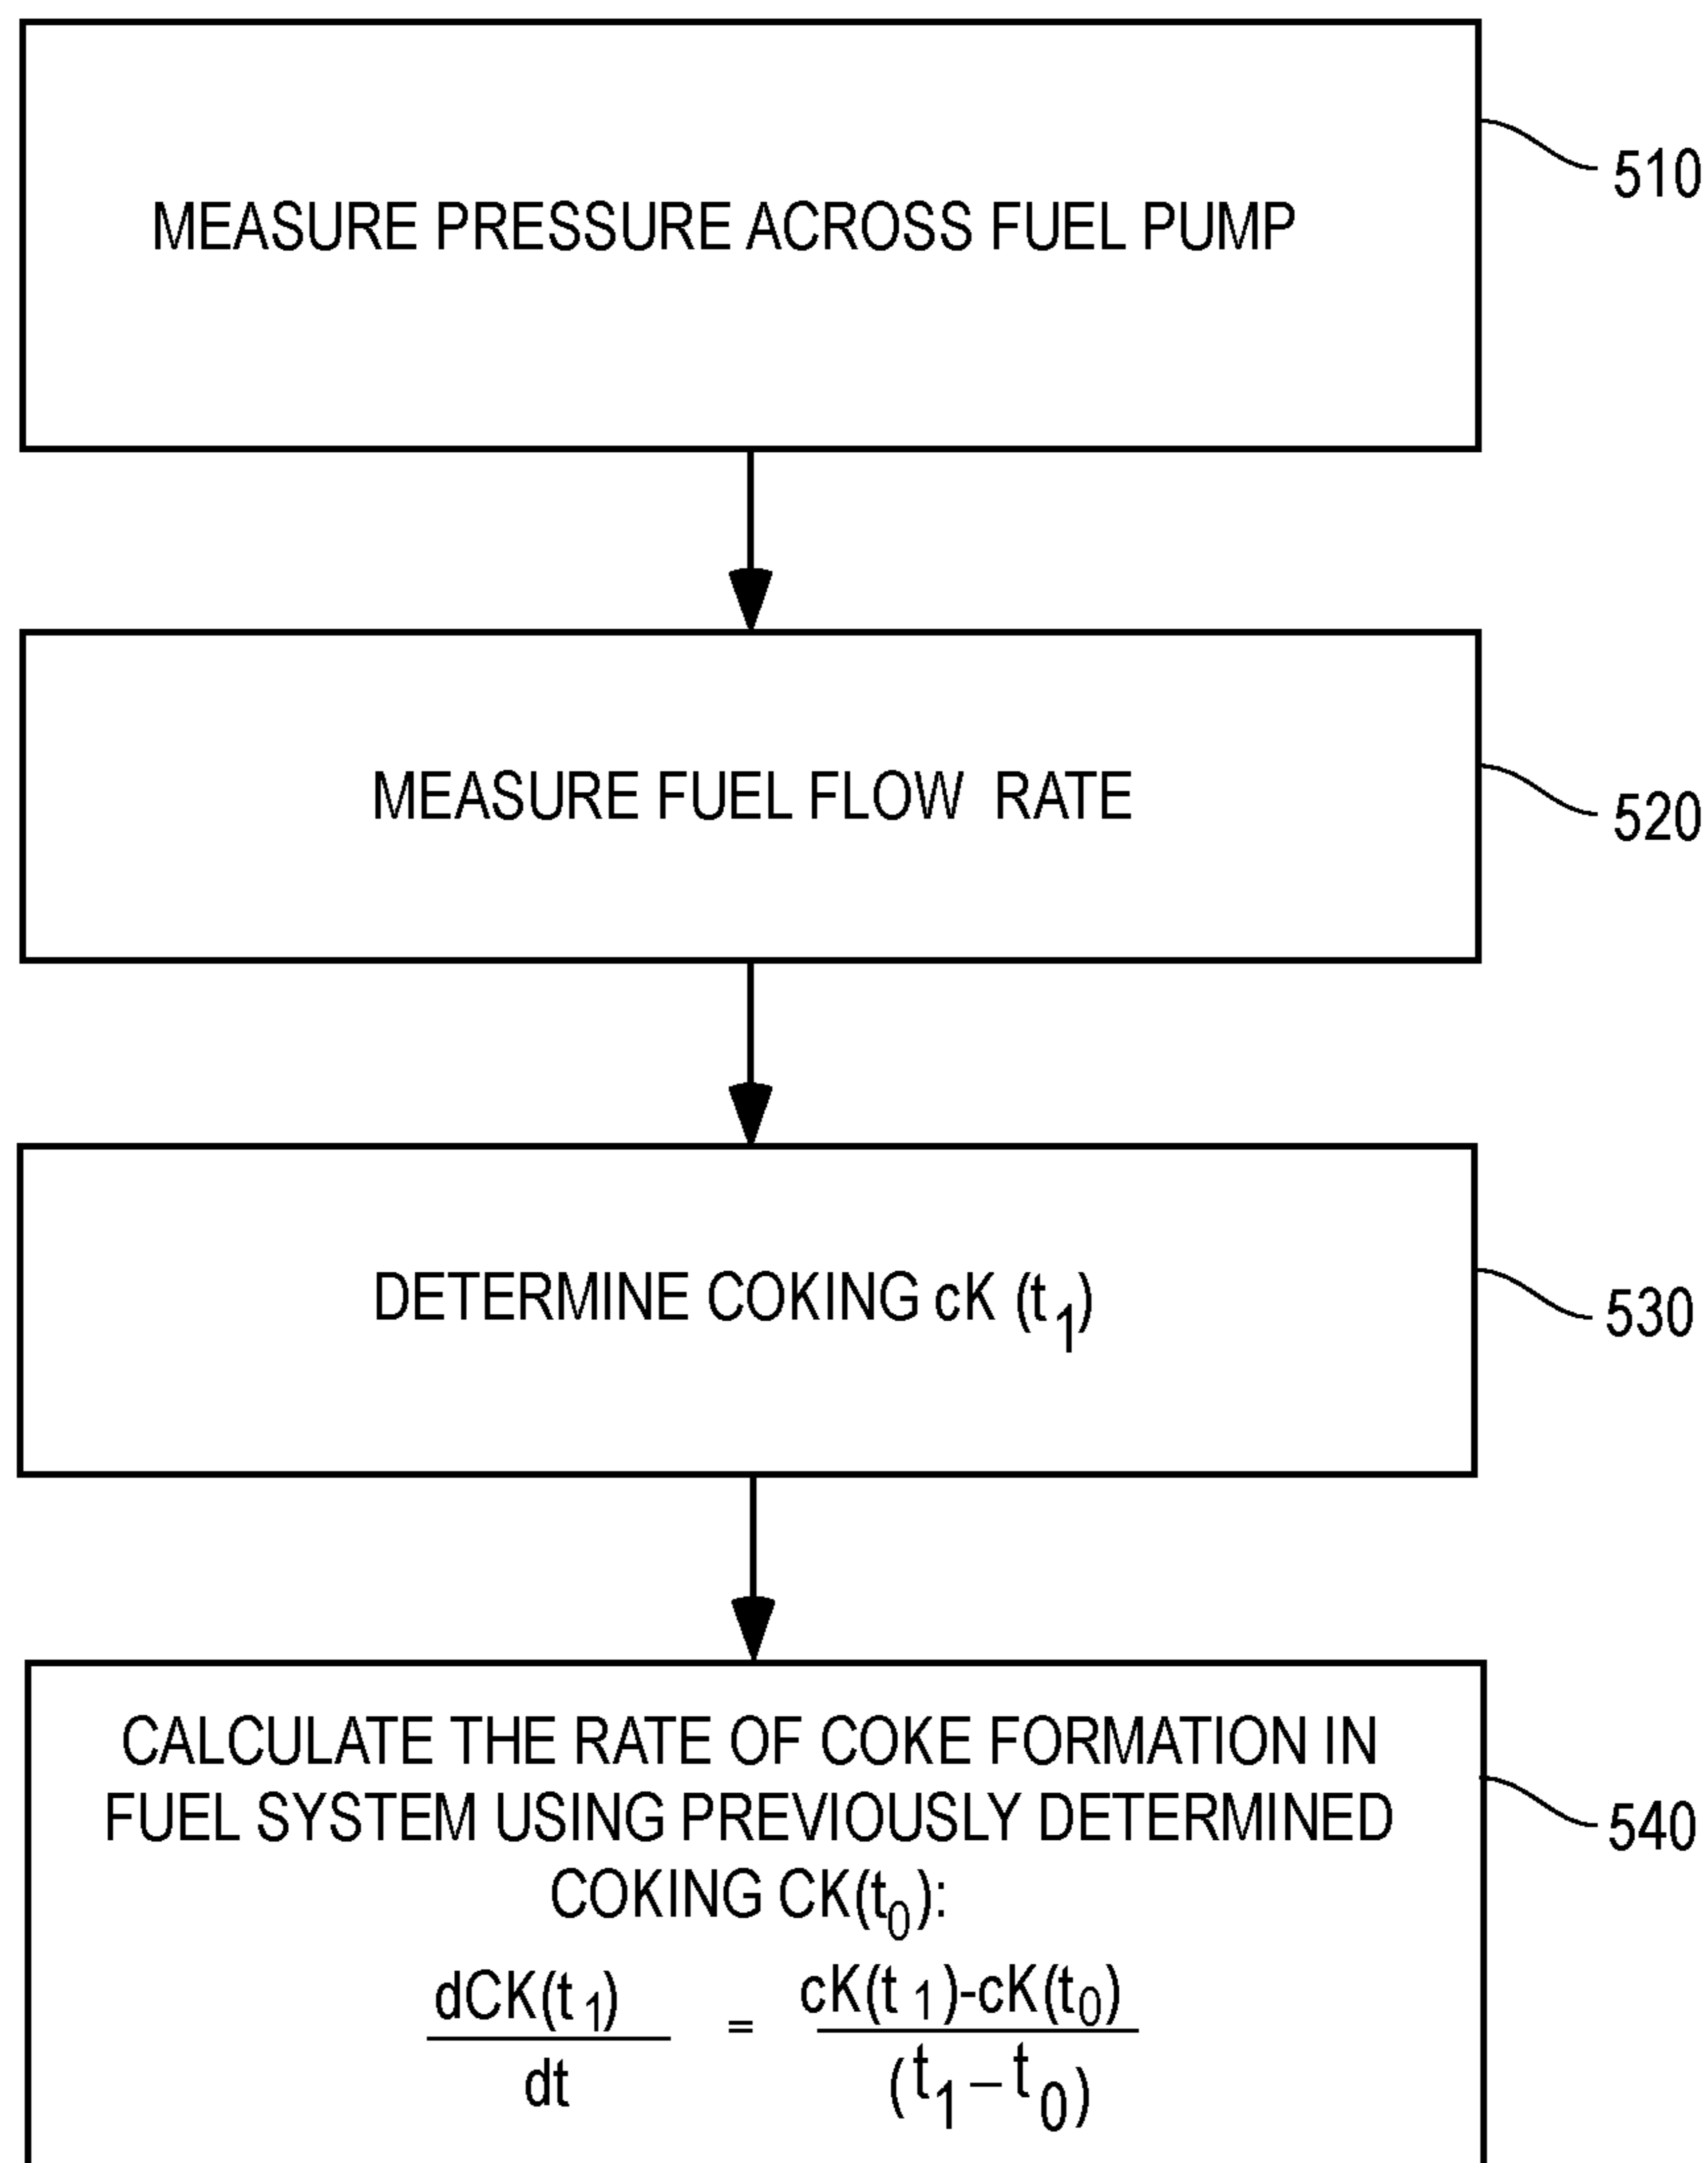 MEASURE PRESSURE ACROSS FUEL PUMP
510
MEASURE FUEL FLOW RATE
520
DETERMINE COKING cK (t1)
530
CALCULATE THE RATE OF COKE FORMATION IN
FUEL SYSTEM USING PREVIOUSLY DETERMINED
COKING CK(t0):
540
dCK(t1)/dt = cK(t1)-cK(t0)/(t1–t0)